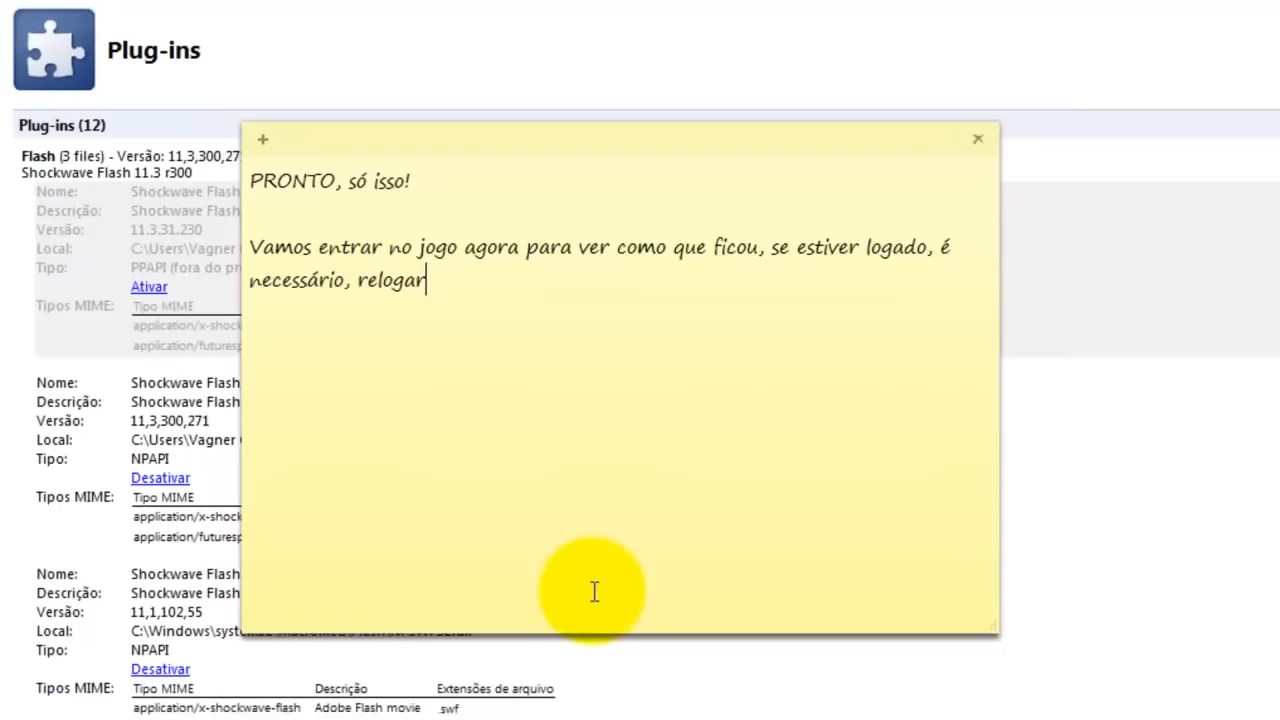 Plug-ins
Plug-ins (12)
Flash (3 files) - Versão: 11,3,300,27
Shockwave Flash 11.3 r300
Nome: Shockwave Flash
Descrição: Shockwave Flash
Versão: 11.3.31.230
Local: C:\Users\Vagner
Tipo: PPAPI (fora do pr
Ativar
Tipos MIME: Tipo MIME
application/x-shock
application/futuresp
Nome: Shockwave Flash
Descrição: Shockwave Flash
Versão: 11,3,300,271
Local: C:\Users\Vagner
Tipo: NPAPI
Desativar
Tipos MIME: Tipo MIME
application/x-shock
application/futuresp
Nome: Shockwave Flash
Descrição: Shockwave Flash
Versão: 11,1,102,55
Local: C:\Windows\syst
Tipo: NPAPI
Desativar
Tipos MIME: Tipo MIME Descrição Extensões de arquivo
application/x-shockwave-flash Adobe Flash movie .swf
PRONTO, só isso!
Vamos entrar no jogo agora para ver como que ficou, se estiver logado, é
necessário, relogar